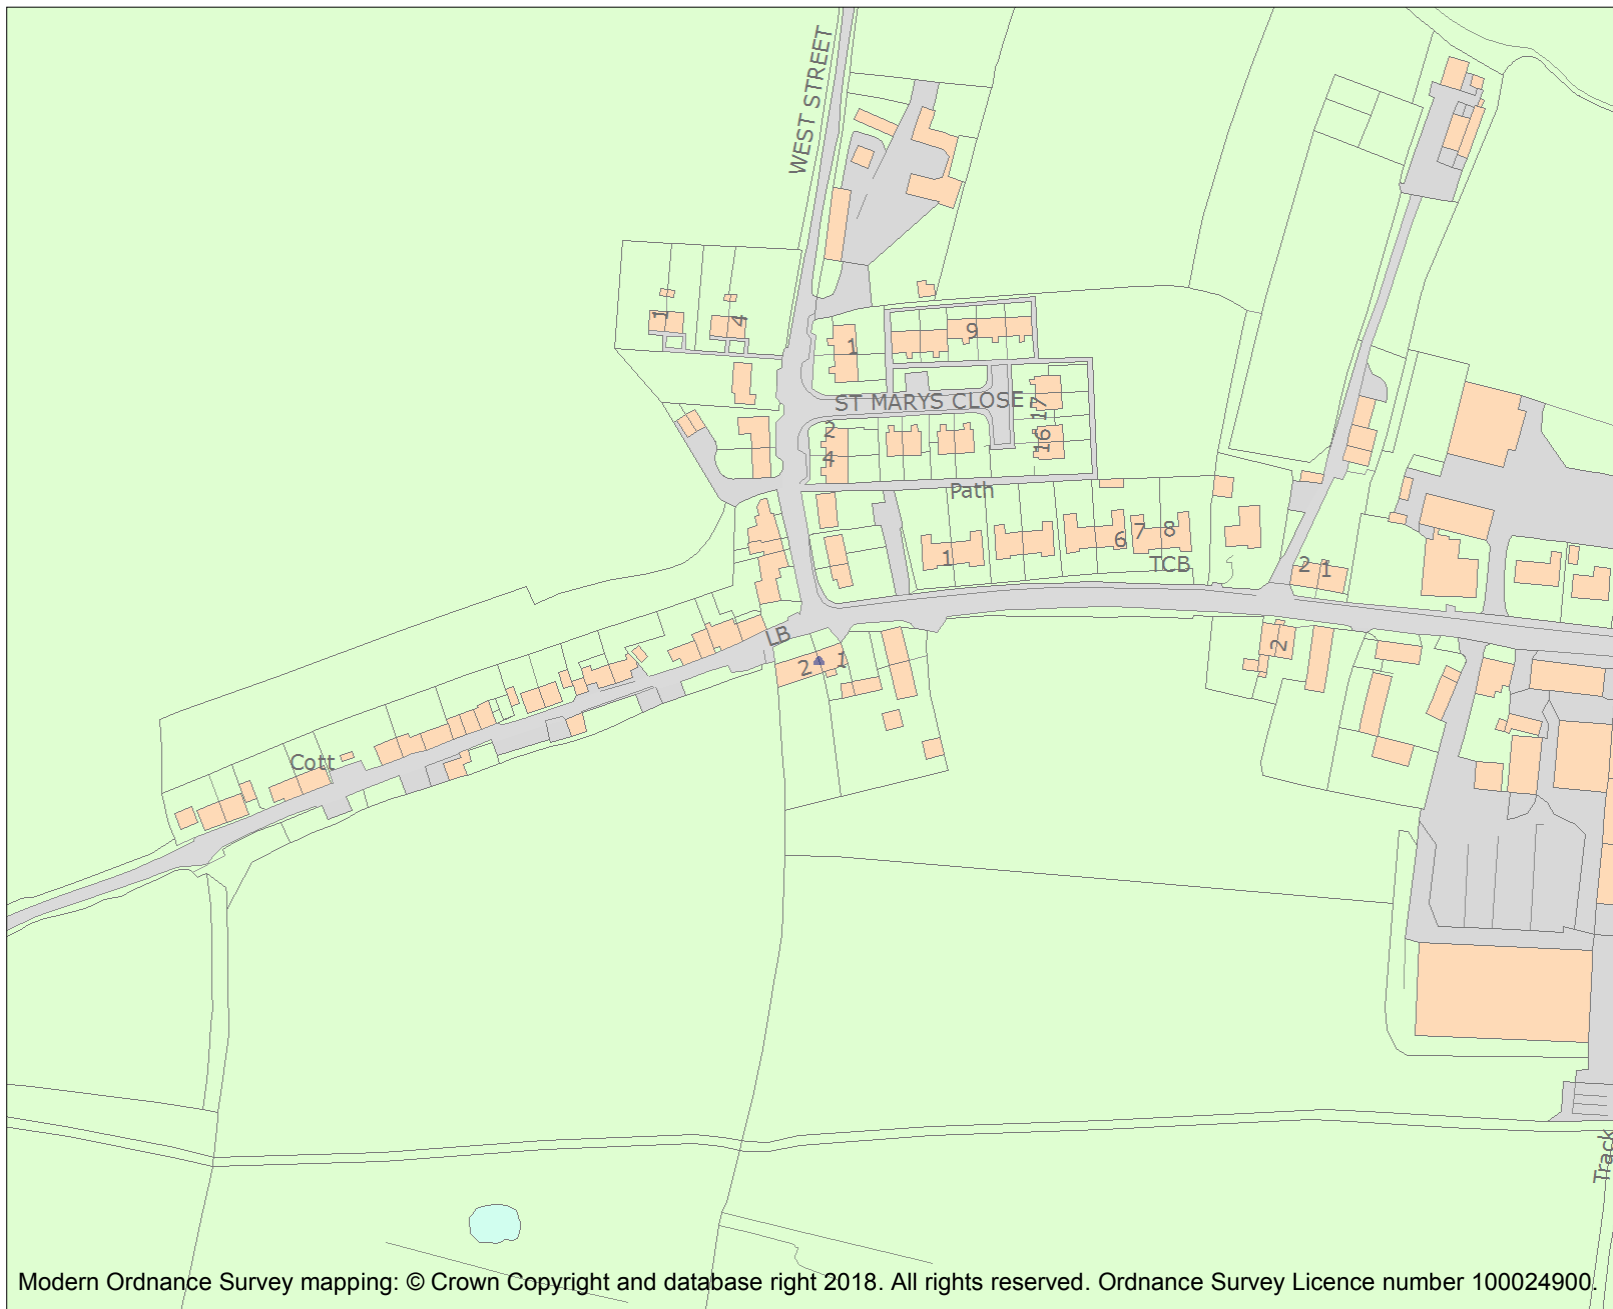 WEST STREET
1
4
1
9
ST MARYS CLOSE
17
2
16
4
Path
7
8
6
1
TCB
2
1
LB
2
1
2
Cott
Track
Modern Ordnance Survey mapping: © Crown Copyright and database right 2018. All rights reserved. Ordnance Survey Licence number 100024900.